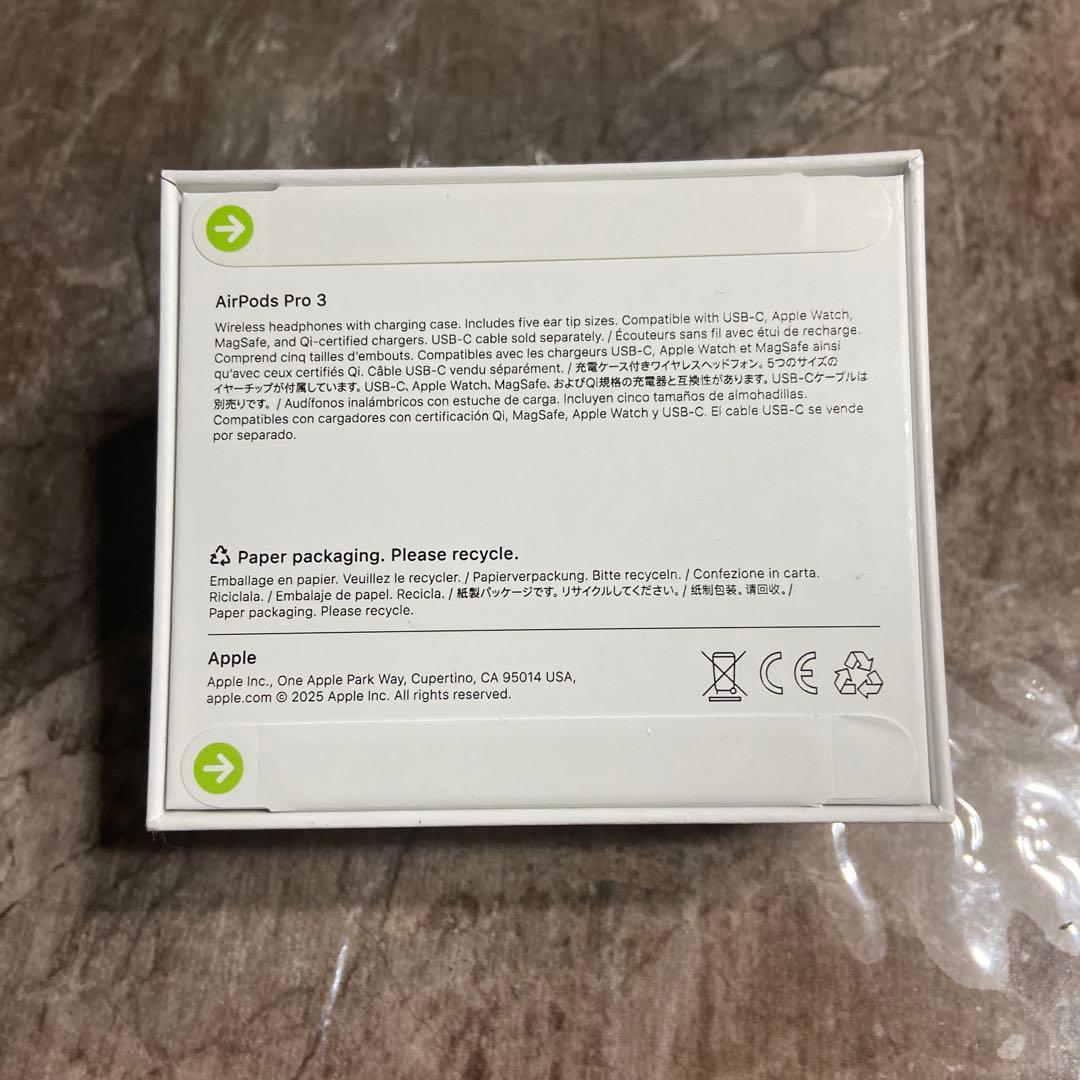 AirPods Pro 3
Wireless headphones with charging case. Includes five ear tip sizes. Compatible with USB-C, Apple Watch,
MagSafe, and Qi-certified chargers. USB-C cable sold separately. / Écouteurs sans fil avec étui de recharge.
Comprend cinq tailles d’embouts. Compatibles avec les chargeurs USB-C, Apple Watch et MagSafe ainsi
qu’avec ceux certifiés Qi. Câble USB-C vendu séparément. / 充電ケース付きワイヤレスヘッドフォン。5つのサイズの
イヤーチップが付属しています。USB-C、Apple Watch、MagSafe、およびQi規格の充電器と互換性があります。USB-Cケーブルは
別売りです。 / Audífonos inalámbricos con estuche de carga. Incluyen cinco tamaños de almohadillas.
Compatibles con cargadores con certificación Qi, MagSafe, Apple Watch y USB-C. El cable USB-C se vende
por separado.
Paper packaging. Please recycle.
Emballage en papier. Veuillez le recycler. / Papierverpackung. Bitte recyceln. / Confezione in carta.
Riciclala. / Embalaje de papel. Recicla. / 紙製パッケージです。リサイクルしてください。 / 纸制包装。请回收。 /
Paper packaging. Please recycle.
Apple
Apple Inc., One Apple Park Way, Cupertino, CA 95014 USA,
apple.com © 2025 Apple Inc. All rights reserved.
CE